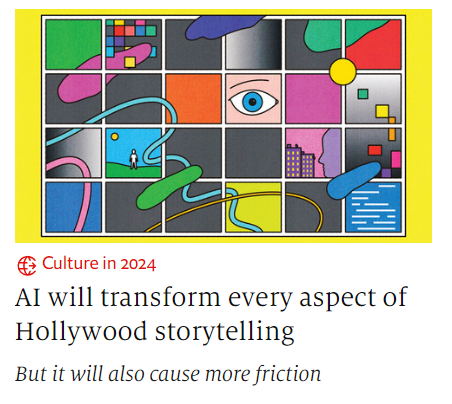 Culture in 2024
AI will transform every aspect of
Hollywood storytelling
But it will also cause more friction